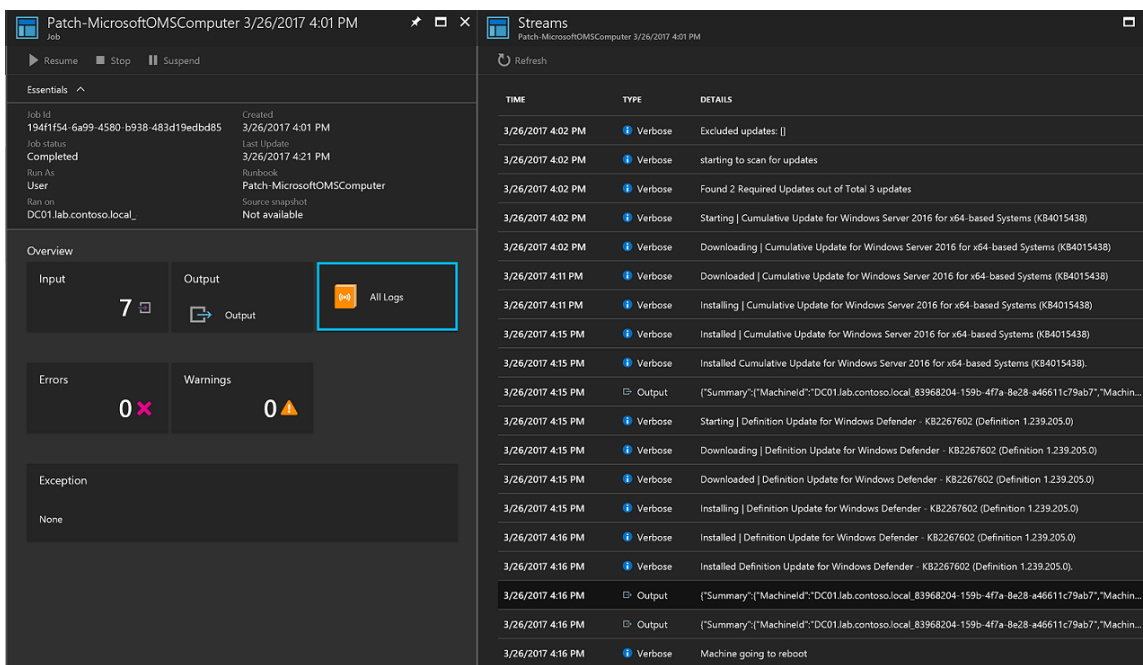 Patch-MicrosoftOMSComputer 3/26/2017 4:01 PM
Job
Resume Stop Suspend
Essentials
Job Id
194f1f54-6a99-4580-b938-483d19edbd85
Created
3/26/2017 4:01 PM
Job status
Completed
Last Update
3/26/2017 4:21 PM
Run As
User
Runbook
Patch-MicrosoftOMSComputer
Ran on
DC01.lab.contoso.local_
Source snapshot
Not available
Overview
Input
7
Output
Output
All Logs
Errors
0
Warnings
0
Exception
None
Streams
Patch-MicrosoftOMSComputer 3/26/2017 4:01 PM
Refresh
TIME TYPE DETAILS
3/26/2017 4:02 PM Verbose Excluded updates: []
3/26/2017 4:02 PM Verbose starting to scan for updates
3/26/2017 4:02 PM Verbose Found 2 Required Updates out of Total 3 updates
3/26/2017 4:02 PM Verbose Starting | Cumulative Update for Windows Server 2016 for x64-based Systems (KB4015438)
3/26/2017 4:02 PM Verbose Downloading | Cumulative Update for Windows Server 2016 for x64-based Systems (KB4015438)
3/26/2017 4:11 PM Verbose Downloaded | Cumulative Update for Windows Server 2016 for x64-based Systems (KB4015438)
3/26/2017 4:11 PM Verbose Installing | Cumulative Update for Windows Server 2016 for x64-based Systems (KB4015438)
3/26/2017 4:15 PM Verbose Installed | Cumulative Update for Windows Server 2016 for x64-based Systems (KB4015438)
3/26/2017 4:15 PM Verbose Installed Cumulative Update for Windows Server 2016 for x64-based Systems (KB4015438).
3/26/2017 4:15 PM Output {"Summary":{"MachineId":"DC01.lab.contoso.local_83968204-159b-4f7a-8e28-a46611c79ab7","Machin...
3/26/2017 4:15 PM Verbose Starting | Definition Update for Windows Defender - KB2267602 (Definition 1.239.205.0)
3/26/2017 4:15 PM Verbose Downloading | Definition Update for Windows Defender - KB2267602 (Definition 1.239.205.0)
3/26/2017 4:15 PM Verbose Downloaded | Definition Update for Windows Defender - KB2267602 (Definition 1.239.205.0)
3/26/2017 4:15 PM Verbose Installing | Definition Update for Windows Defender - KB2267602 (Definition 1.239.205.0)
3/26/2017 4:16 PM Verbose Installed | Definition Update for Windows Defender - KB2267602 (Definition 1.239.205.0)
3/26/2017 4:16 PM Verbose Installed Definition Update for Windows Defender - KB2267602 (Definition 1.239.205.0).
3/26/2017 4:16 PM Output {"Summary":{"MachineId":"DC01.lab.contoso.local_83968204-159b-4f7a-8e28-a46611c79ab7","Machin...
3/26/2017 4:16 PM Output {"Summary":{"MachineId":"DC01.lab.contoso.local_83968204-159b-4f7a-8e28-a46611c79ab7","Machin...
3/26/2017 4:16 PM Verbose Machine going to reboot